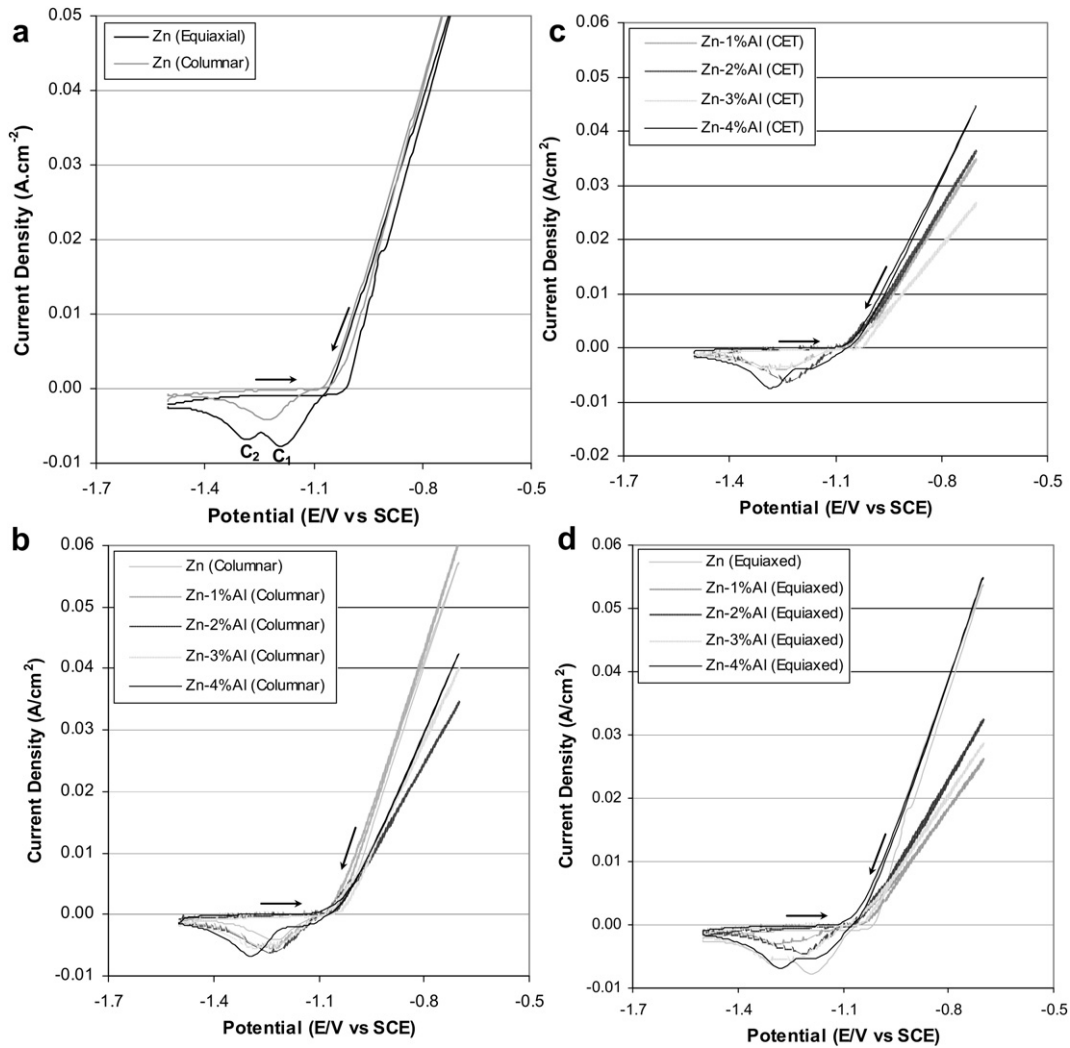 a
0.05
0.04
0.03
0.02
0.01
0.00
-0.01
Current Density (A.cm-2)
Zn (Equiaxial)
Zn (Columnar)
C2 C1
-1.7 -1.4 -1.1 -0.8 -0.5
Potential (E/V vs SCE)
c
0.06
0.05
0.04
0.03
0.02
0.01
0.00
-0.01
-0.02
Current Density (A/cm2)
Zn-1%Al (CET)
Zn-2%Al (CET)
Zn-3%Al (CET)
Zn-4%Al (CET)
-1.7 -1.4 -1.1 -0.8 -0.5
Potential (E/V vs SCE)
b
0.06
0.05
0.04
0.03
0.02
0.01
0.00
-0.01
Current Density (A/cm2)
Zn (Columnar)
Zn-1%Al (Columnar)
Zn-2%Al (Columnar)
Zn-3%Al (Columnar)
Zn-4%Al (Columnar)
-1.7 -1.4 -1.1 -0.8 -0.5
Potential (E/V vs SCE)
d
0.06
0.05
0.04
0.03
0.02
0.01
0.00
-0.01
Current Density (A/cm2)
Zn (Equiaxed)
Zn-1%Al (Equiaxed)
Zn-2%Al (Equiaxed)
Zn-3%Al (Equiaxed)
Zn-4%Al (Equiaxed)
-1.7 -1.4 -1.1 -0.8 -0.5
Potential (E/V vs SCE)